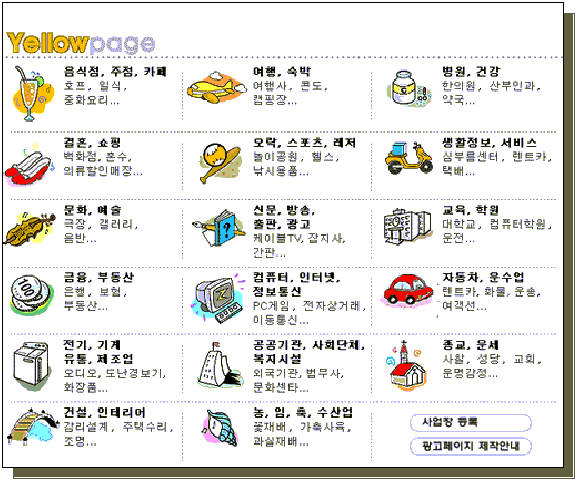 Yellowpage
음식점, 주점, 카페
호프, 일식,
중화요리...
여행, 숙박
여행사, 콘도,
캠핑장...
병원, 건강
한의원, 산부인과,
약국...
결혼, 쇼핑
백화점, 혼수,
의류할인매장...
오락, 스포츠, 레저
놀이공원, 헬스,
낚시용품...
생활정보, 서비스
심부름센터, 렌트카,
택배...
문화, 예술
극장, 갤러리,
음반...
신문, 방송,
출판, 광고
케이블TV, 잡지사,
간판...
교육, 학원
대학교, 컴퓨터학원,
운전...
금융, 부동산
은행, 보험,
부동산...
컴퓨터, 인터넷,
정보통신
PC게임, 전자상거래,
이동통신...
자동차, 운수업
렌트카, 화물, 운송,
여객선...
전기, 기계
유통, 제조업
오디오, 도난경보기,
화장품...
공공기관, 사회단체,
복지시설
외국기관, 법무사,
문화센타...
종교, 운세
사찰, 성당, 교회,
운명감정...
건설, 인테리어
감리설계, 주택수리,
조명...
농, 임, 축, 수산업
꽃재배, 가축사육,
과실재배...
사업장 등록
광고페이지 제작안내